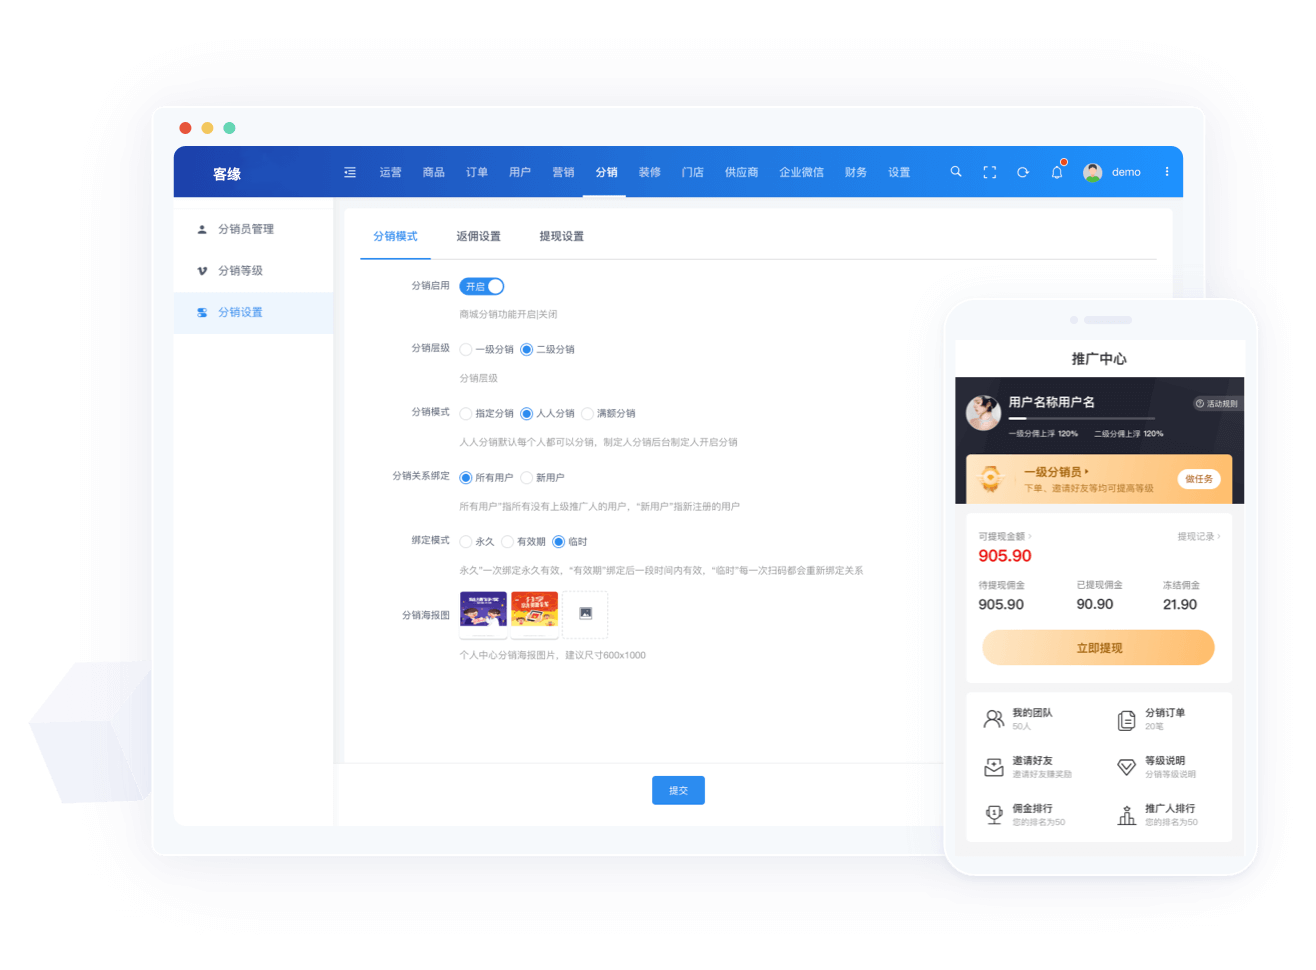 客缘
运营 商品 订单 用户 营销 分销 装修 门店 供应商 企业微信 财务 设置 demo
分销员管理
分销等级
分销设置
分销模式 返佣设置 提现设置
分销启用 开启
商城分销功能开启|关闭
分销层级 一级分销 二级分销
分销层级
分销模式 指定分销 人人分销 满额分销
人人分销默认每个人都可以分销，制定人分销后台制定人开启分销
分销关系绑定 所有用户 新用户
所有用户”指所有没有上级推广人的用户，“新用户”指新注册的用户
绑定模式 永久 有效期 临时
永久”一次绑定永久有效，“有效期”绑定后一段时间内有效，“临时”每一次扫码都会重新绑定关系
分销海报图
个人中心分销海报图片，建议尺寸600x1000
提交
推广中心
用户名称用户名
活动规则
一级分佣上浮 120% 二级分佣上浮 120%
一级分销员
下单、邀请好友等均可提高等级
做任务
可提现金额 提现记录
905.90
待提现佣金 已提现佣金 冻结佣金
905.90 90.90 21.90
立即提现
我的团队 分销订单
50人 20笔
邀请好友 等级说明
邀请好友赚奖励 分销等级说明
佣金排行 推广人排行
您的排名为50 您的排名为50